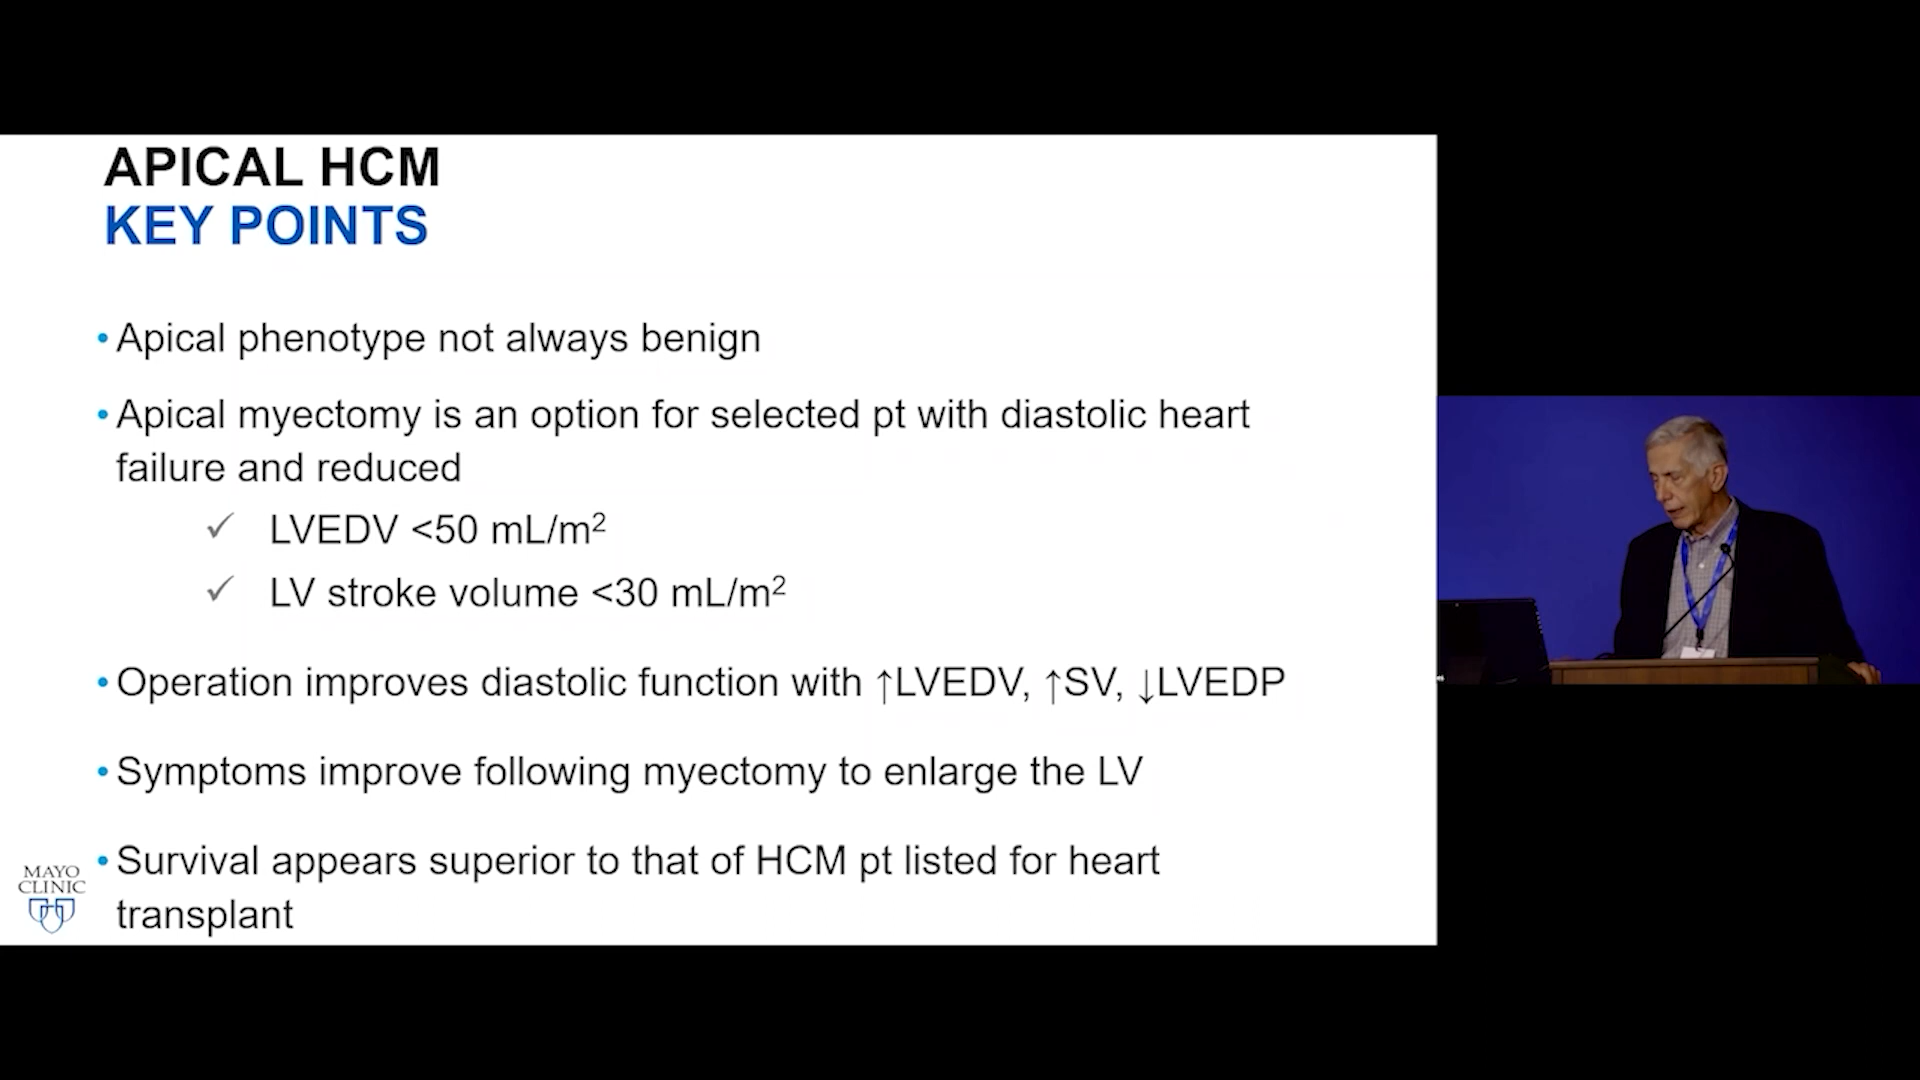 APICAL HCM
KEY POINTS
• Apical phenotype not always benign
• Apical myectomy is an option for selected pt with diastolic heart
failure and reduced
✓ LVEDV <50 mL/m²
✓ LV stroke volume <30 mL/m²
• Operation improves diastolic function with ↑LVEDV, ↑SV, ↓LVEDP
• Symptoms improve following myectomy to enlarge the LV
• Survival appears superior to that of HCM pt listed for heart
transplant
MAYO
CLINIC